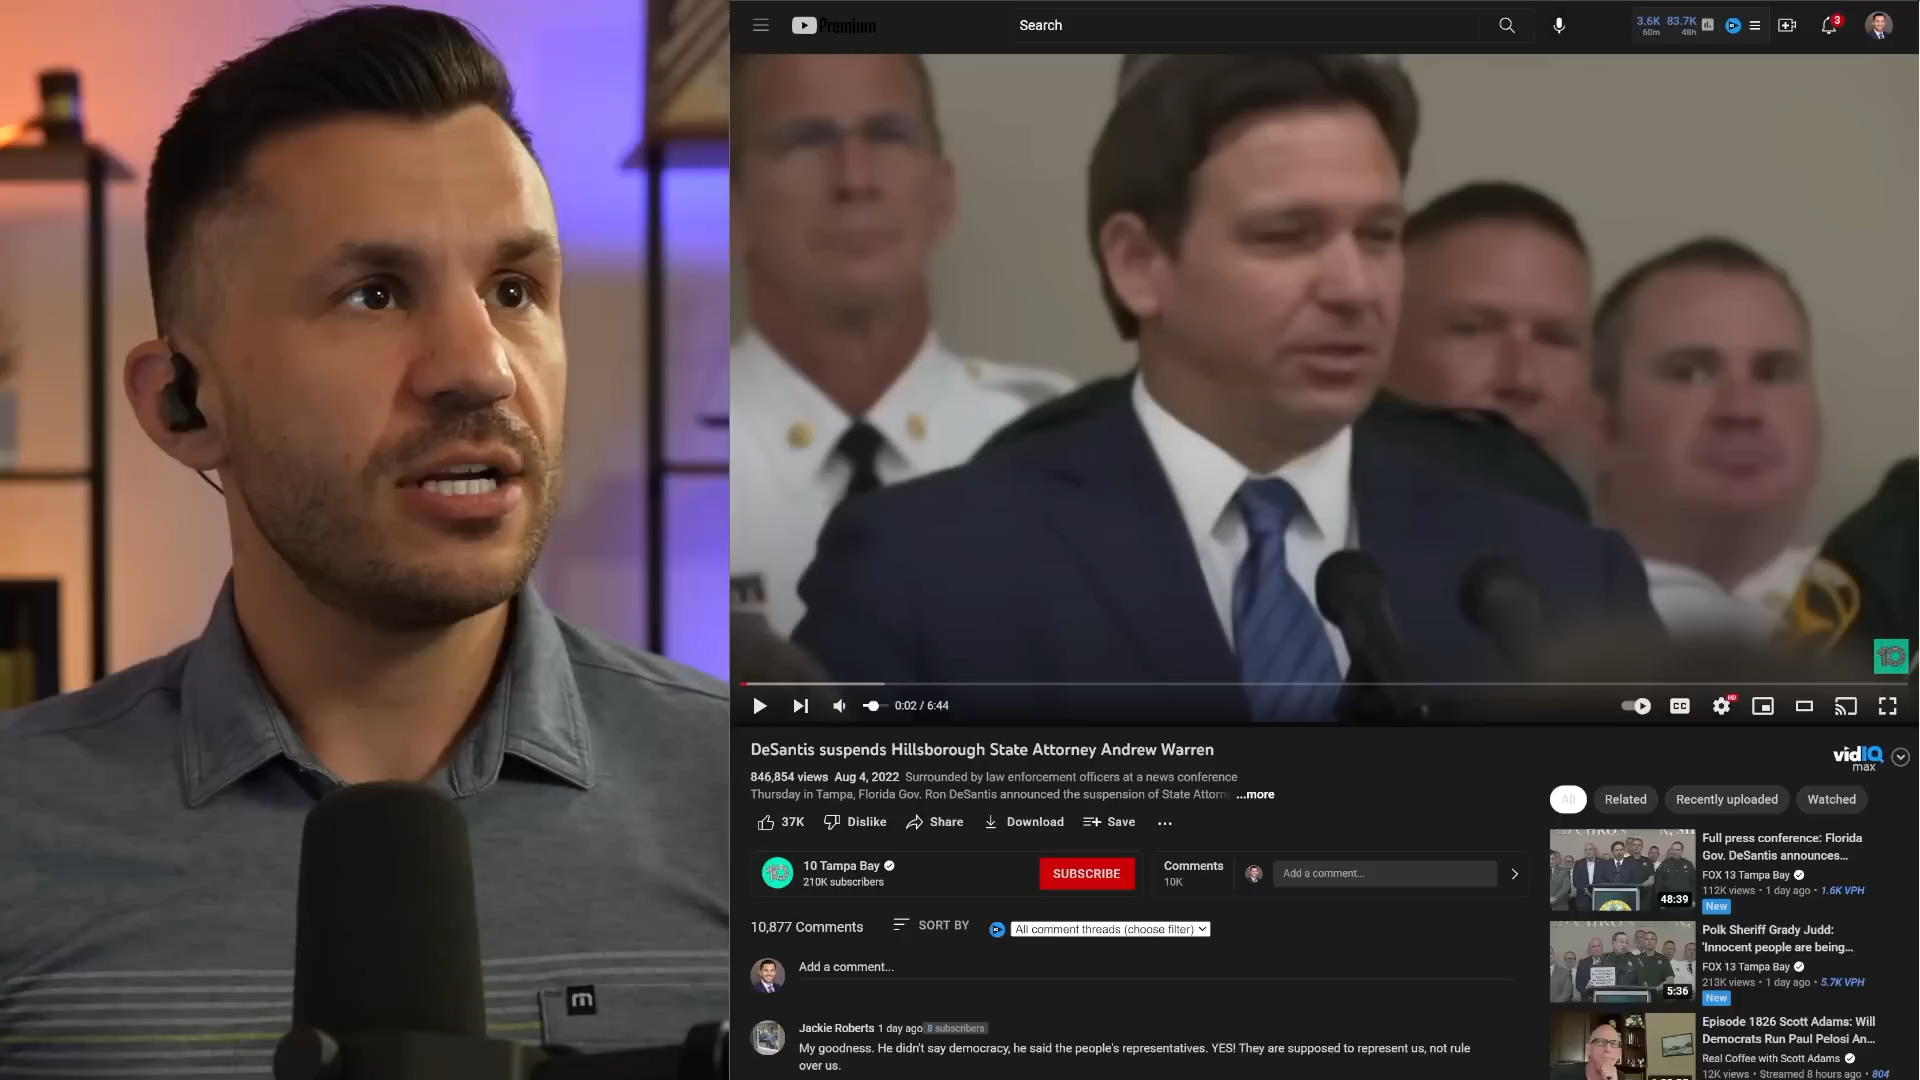 Premium
Search
3.6K 83.7K
60m 48h
3
10
0:02 / 6:44
CC
HD
DeSantis suspends Hillsborough State Attorney Andrew Warren
846,854 views Aug 4, 2022 Surrounded by law enforcement officers at a news conference
Thursday in Tampa, Florida Gov. Ron DeSantis announced the suspension of State Attorn ...more
37K Dislike Share Download Save
10 Tampa Bay
210K subscribers
SUBSCRIBE
Comments
10K
Add a comment...
10,877 Comments SORT BY All comment threads (choose filter)
Add a comment...
Jackie Roberts 1 day ago 8 subscribers
My goodness. He didn't say democracy, he said the people's representatives. YES! They are supposed to represent us, not rule
over us.
vidIQ
max
All Related Recently uploaded Watched
Full press conference: Florida
Gov. DeSantis announces...
FOX 13 Tampa Bay
112K views • 1 day ago • 1.6K VPH
New
48:39
Polk Sheriff Grady Judd:
'Innocent people are being...
FOX 13 Tampa Bay
213K views • 1 day ago • 5.7K VPH
New
5:36
Episode 1826 Scott Adams: Will
Democrats Run Paul Pelosi An...
Real Coffee with Scott Adams
12K views • Streamed 8 hours ago • 804
m